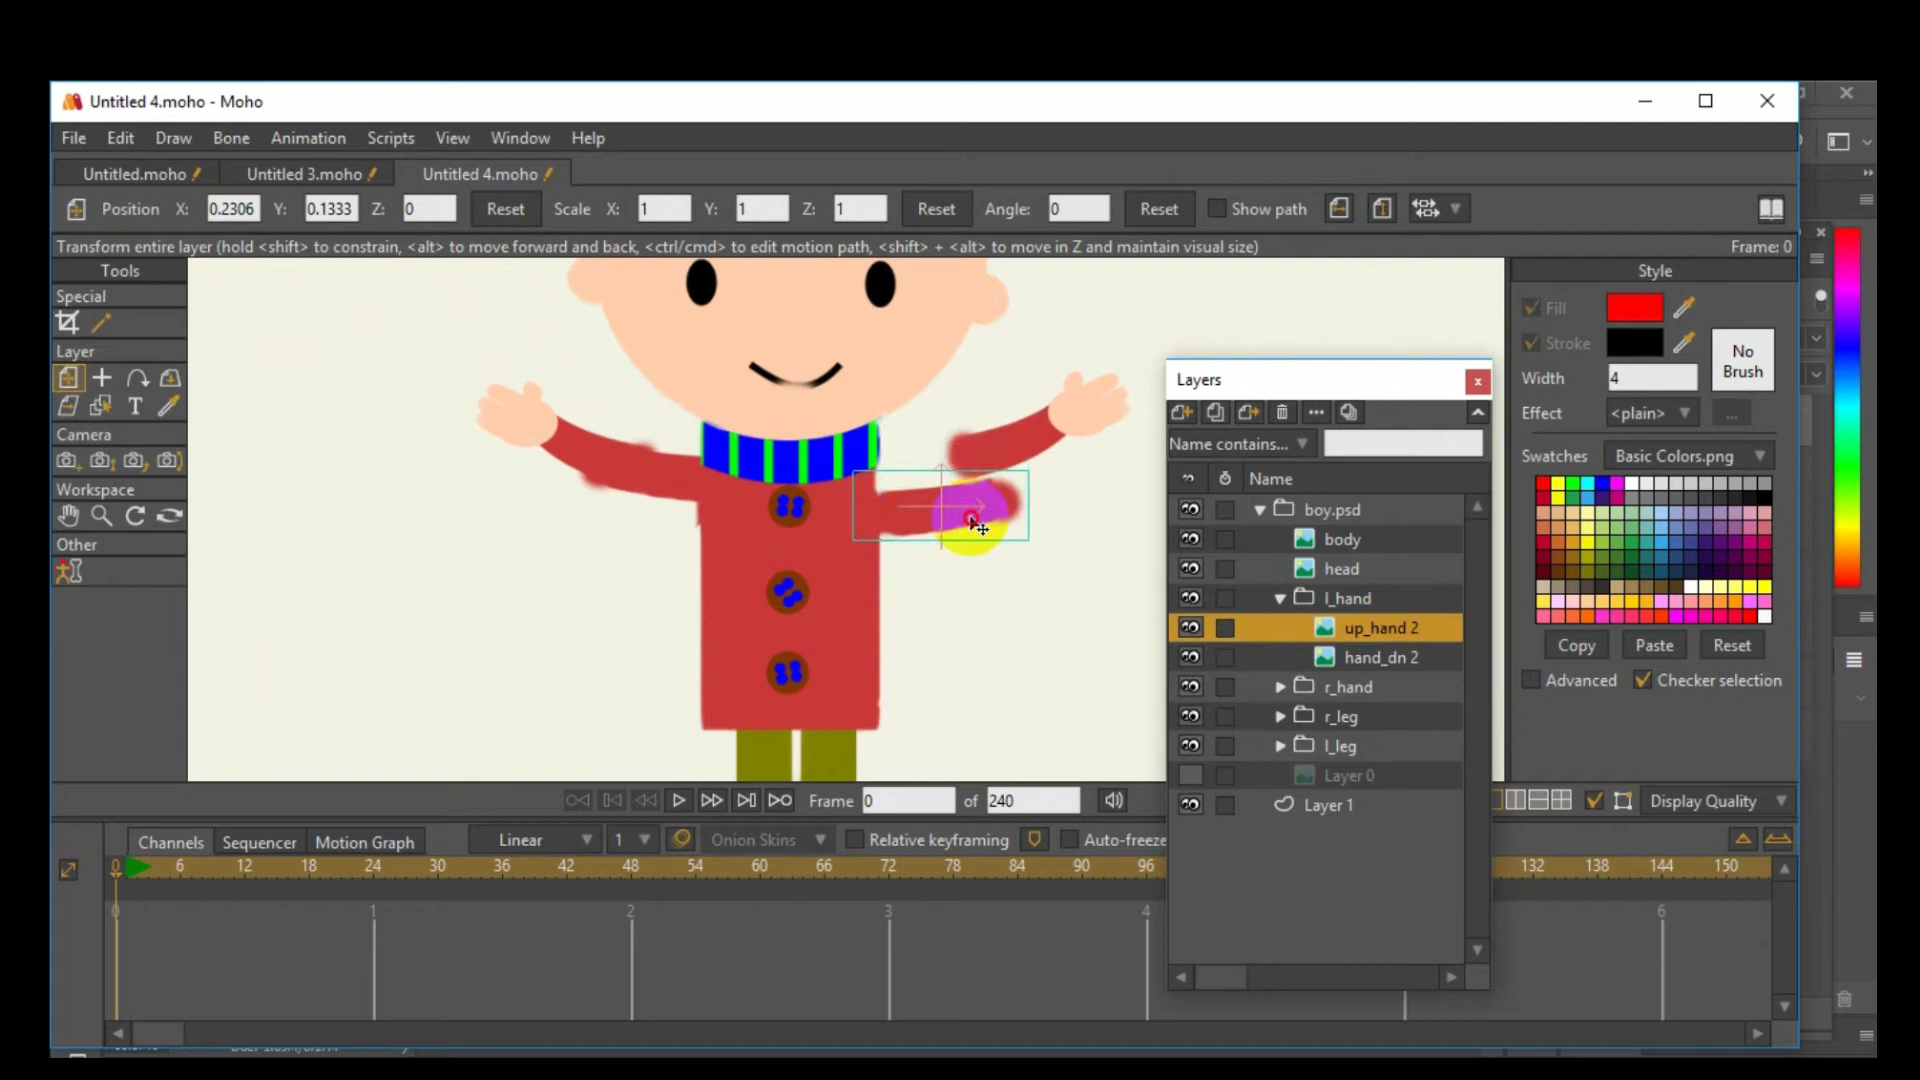 Untitled 4.moho - Moho
File Edit Draw Bone Animation Scripts View Window Help
Untitled.moho Untitled 3.moho Untitled 4.moho
Position X: 0.2306 Y: 0.1333 Z: 0 Reset Scale X: 1 Y: 1 Z: 1 Reset Angle: 0 Reset Show path
Transform entire layer (hold <shift> to constrain, <alt> to move forward and back, <ctrl/cmd> to edit motion path, <shift> + <alt> to move in Z and maintain visual size) Frame: 0
Tools
Special
Layer
T
Camera
Workspace
Other
Style
Fill
Stroke
No Brush
Width 4
Effect <plain> ...
Swatches Basic Colors.png
Copy Paste Reset
Advanced Checker selection
Layers
Name contains...
Name
boy.psd
body
head
l_hand
up_hand 2
hand_dn 2
r_hand
r_leg
l_leg
Layer 0
Layer 1
Frame 0 of 240 Display Quality
Channels Sequencer Motion Graph Linear 1 Onion Skins Relative keyframing Auto-freeze
0 6 12 18 24 30 36 42 48 54 60 66 72 78 84 90 96 132 138 144 150
0 1 2 3 4 6